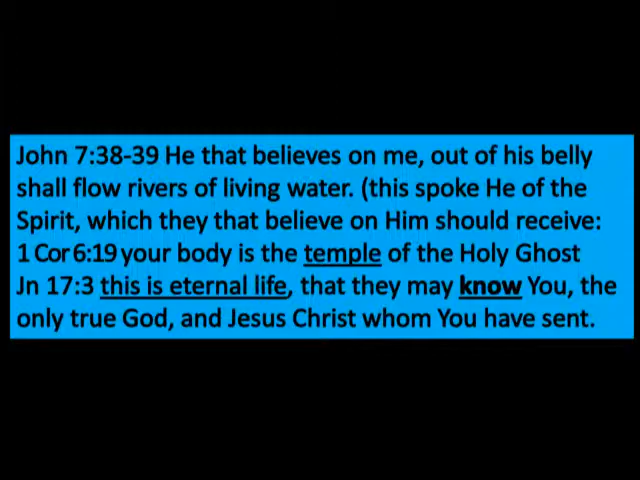 John 7:38-39 He that believes on me, out of his belly
shall flow rivers of living water. (this spoke He of the
Spirit, which they that believe on Him should receive:
1 Cor 6:19 your body is the temple of the Holy Ghost
Jn 17:3 this is eternal life, that they may know You, the
only true God, and Jesus Christ whom You have sent.